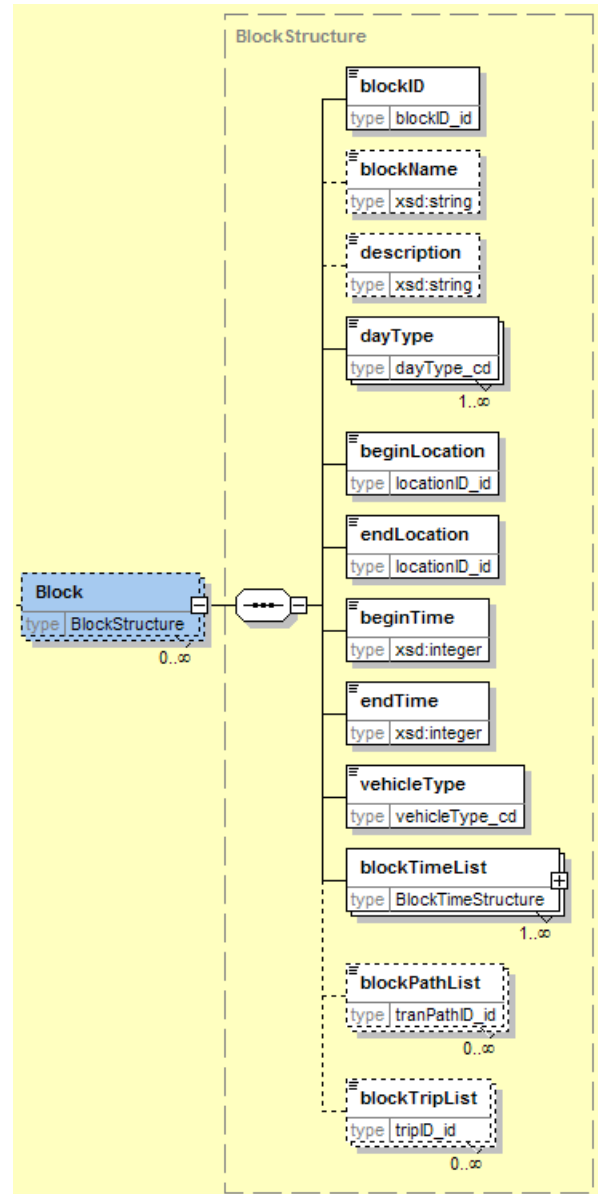 BlockStructure
blockID
type blockID_id
blockName
type xsd:string
description
type xsd:string
dayType
type dayType_cd
1..∞
beginLocation
type locationID_id
endLocation
type locationID_id
Block
type BlockStructure
0..∞
beginTime
type xsd:integer
endTime
type xsd:integer
vehicleType
type vehicleType_cd
blockTimeList
type BlockTimeStructure
1..∞
blockPathList
type tranPathID_id
0..∞
blockTripList
type tripID_id
0..∞